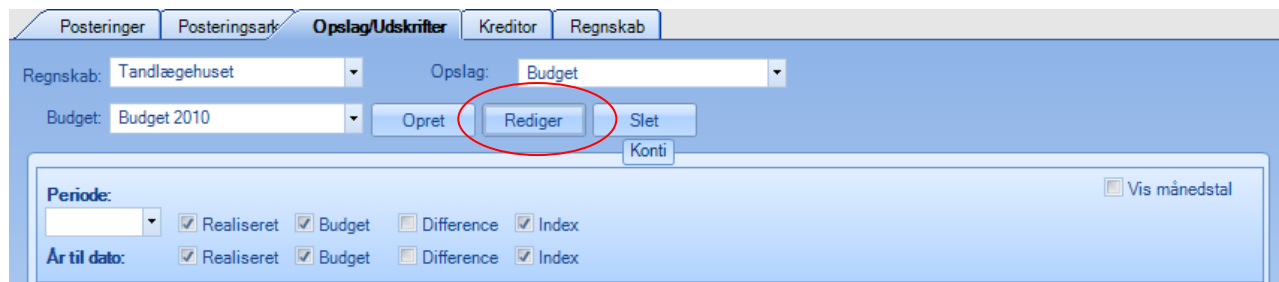 Posteringer Posteringsark Opslag/Udskrifter Kreditor Regnskab
Regnskab: Tandlægehuset Opslag: Budget
Budget: Budget 2010 Opret Rediger Slet
Konti
Periode: Vis månedstal
Realiseret Budget Difference Index
År til dato: Realiseret Budget Difference Index